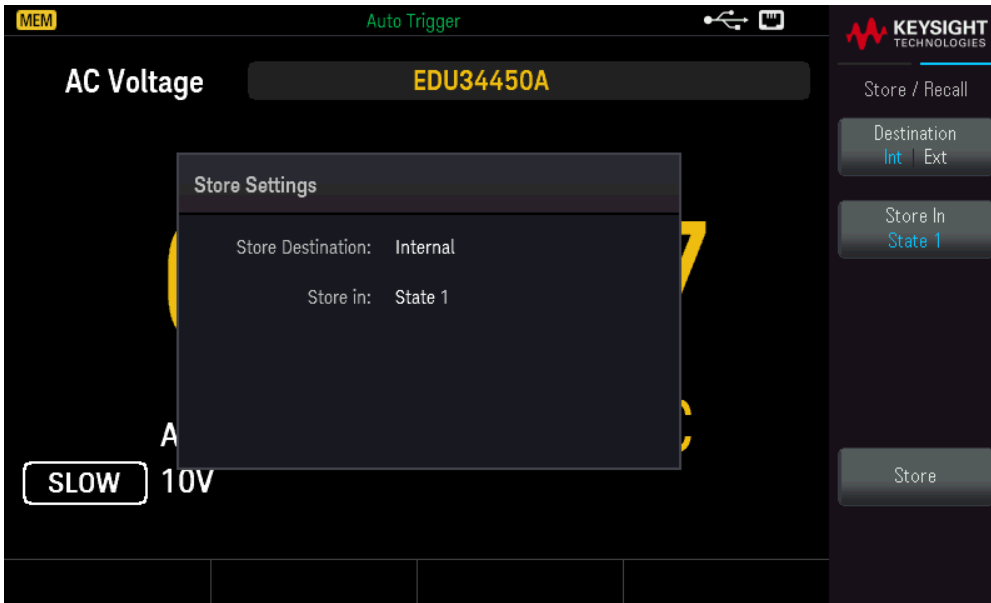 MEM
Auto Trigger
KEYSIGHT
TECHNOLOGIES
AC Voltage
EDU34450A
Store / Recall
Destination
Int | Ext
Store Settings
Store In
State 1
Store Destination: Internal
Store in: State 1
A
SLOW
10V
Store